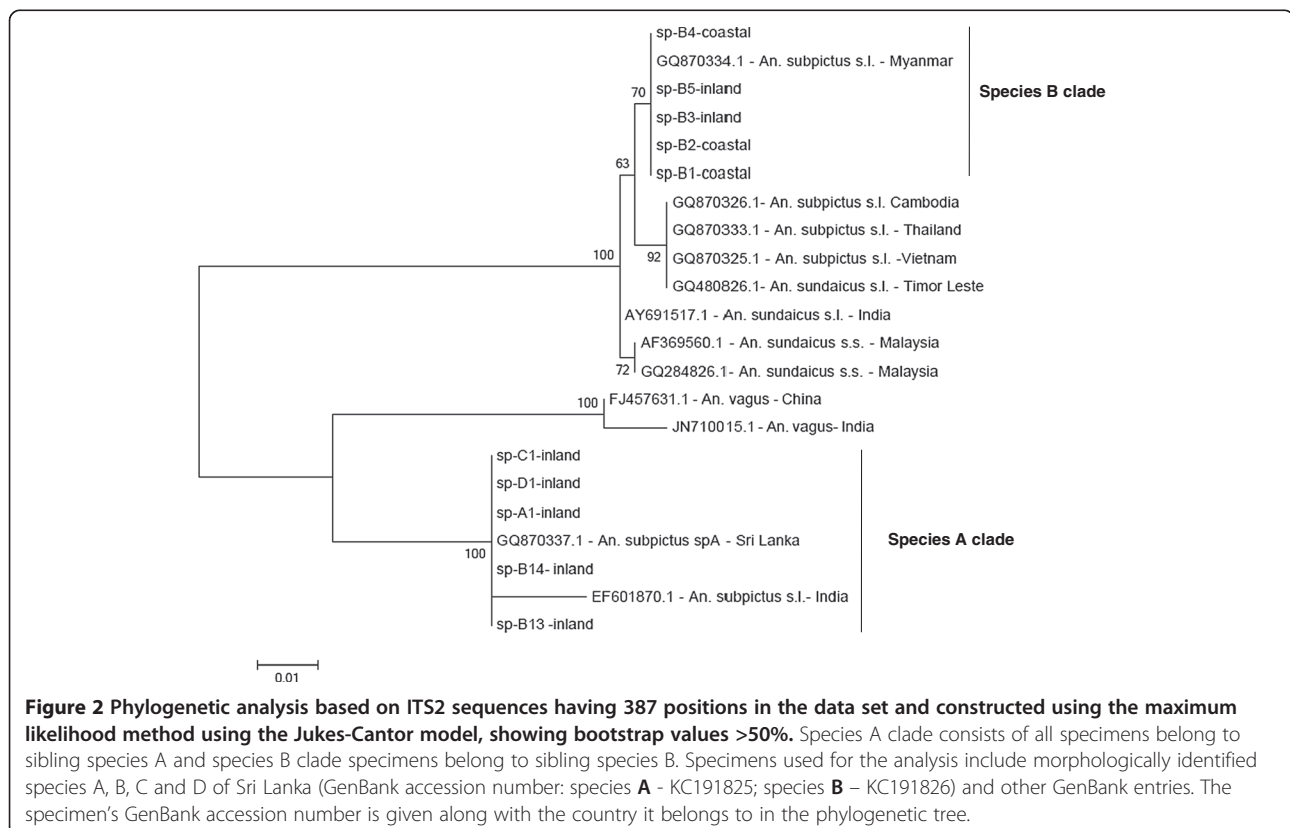 sp-B4-coastal
GQ870334.1 - An. subpictus s.l. - Myanmar
sp-B5-inland
Species B clade
70
sp-B3-inland
sp-B2-coastal
63
sp-B1-coastal
GQ870326.1- An. subpictus s.l. Cambodia
GQ870333.1 - An. subpictus s.l. - Thailand
100
92
GQ870325.1 - An. subpictus s.l. -Vietnam
GQ480826.1- An. sundaicus s.l. - Timor Leste
AY691517.1 - An. sundaicus s.l. - India
AF369560.1 - An. sundaicus s.s. - Malaysia
72
GQ284826.1- An. sundaicus s.s. - Malaysia
100
FJ457631.1 - An. vagus - China
JN710015.1 - An. vagus- India
sp-C1-inland
sp-D1-inland
sp-A1-inland
GQ870337.1 - An. subpictus spA - Sri Lanka
Species A clade
100
sp-B14- inland
EF601870.1 - An. subpictus s.l.- India
sp-B13 -inland
0.01
Figure 2 Phylogenetic analysis based on ITS2 sequences having 387 positions in the data set and constructed using the maximum
likelihood method using the Jukes-Cantor model, showing bootstrap values >50%. Species A clade consists of all specimens belong to
sibling species A and species B clade specimens belong to sibling species B. Specimens used for the analysis include morphologically identified
species A, B, C and D of Sri Lanka (GenBank accession number: species A - KC191825; species B – KC191826) and other GenBank entries. The
specimen's GenBank accession number is given along with the country it belongs to in the phylogenetic tree.